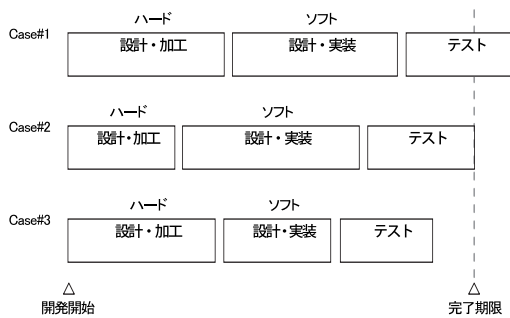 ハード ソフト
Case#1 設計・加工 設計・実装 テスト
ハード ソフト
Case#2 設計・加工 設計・実装 テスト
ハード ソフト
Case#3 設計・加工 設計・実装 テスト
△ △
開発開始 完了期限